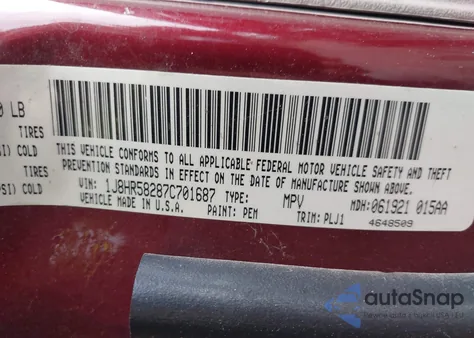 0 LB
TIRES
SI) COLD
TIRES
PSI) COLD
THIS VEHICLE CONFORMS TO ALL APPLICABLE FEDERAL MOTOR VEHICLE SAFETY AND THEFT
PREVENTION STANDARDS IN EFFECT ON THE DATE OF MANUFACTURE SHOWN ABOVE.
VIN: 1J8HR58287C701687 TYPE: MPV MDH: 061921 015AA
VEHICLE MADE IN U.S.A. PAINT: PEM TRIM: PLJ1 4648509
autoSnap